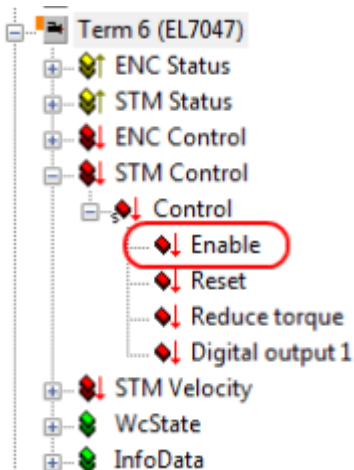 Term 6 (EL7047)
ENC Status
STM Status
ENC Control
STM Control
Control
Enable
Reset
Reduce torque
Digital output 1
STM Velocity
WcState
InfoData